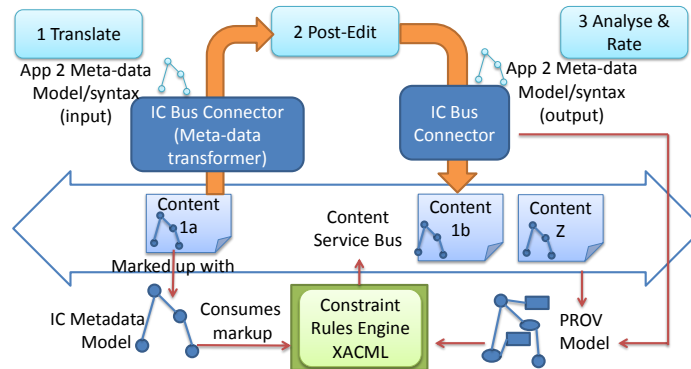 1 Translate
2 Post-Edit
3 Analyse &
Rate
App 2 Meta-data
Model/syntax
(input)
App 2 Meta-data
Model/syntax
(output)
IC Bus Connector
(Meta-data
transformer)
IC Bus
Connector
Content
1a
Content
Service Bus
Content
1b
Content
Z
Marked up with
IC Metadata
Model
Consumes
markup
Constraint
Rules Engine
XACML
PROV
Model